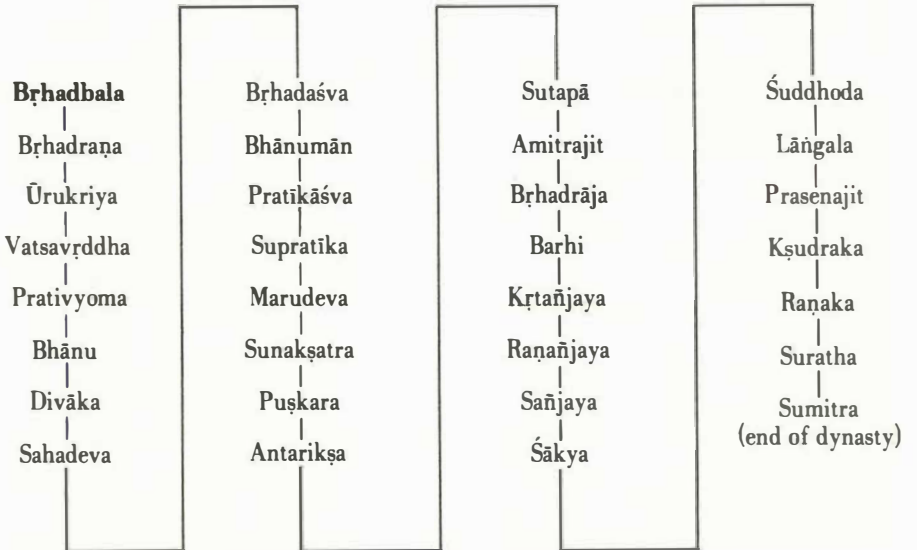 Bṛhadbala
Bṛhadraṇa
Ūrukriya
Vatsavṛddha
Prativyoma
Bhānu
Divāka
Sahadeva
Bṛhadaśva
Bhānumān
Pratīkāśva
Supratīka
Marudeva
Sunakṣatra
Puṣkara
Antarikṣa
Sutapā
Amitrajit
Bṛhadrāja
Barhi
Kṛtañjaya
Raṇañjaya
Sañjaya
Śākya
Śuddhoda
Lāṅgala
Prasenajit
Kṣudraka
Raṇaka
Suratha
Sumitra
(end of dynasty)